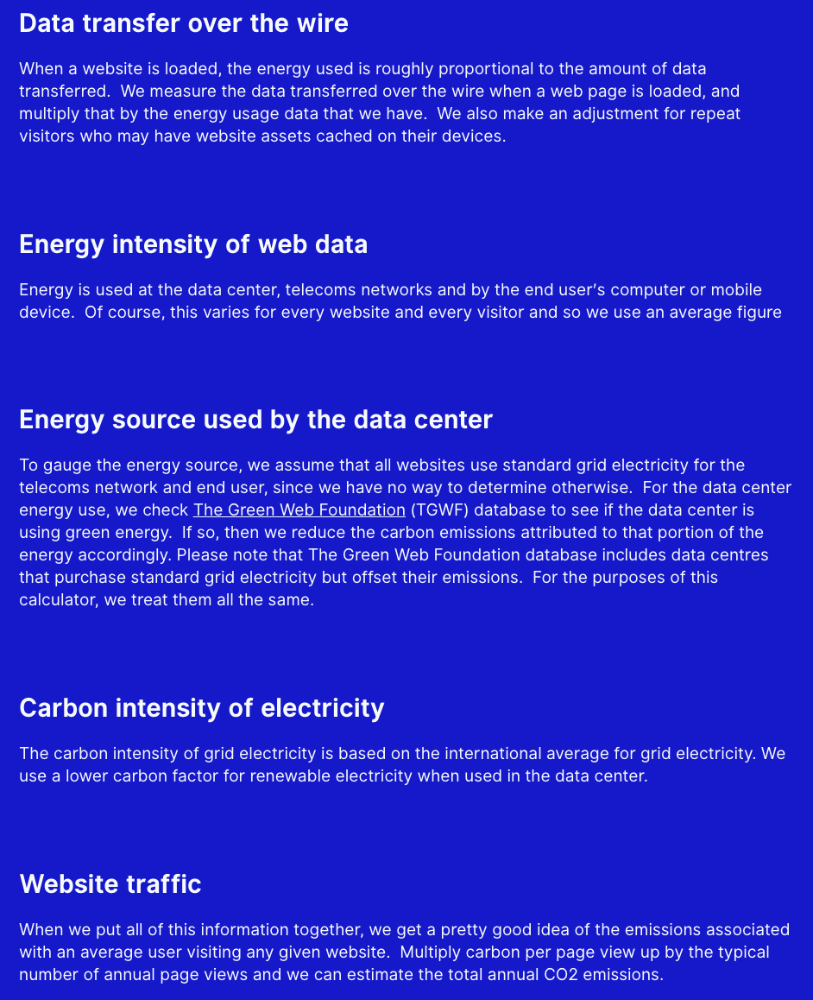 Data transfer over the wire
When a website is loaded, the energy used is roughly proportional to the amount of data
transferred.  We measure the data transferred over the wire when a web page is loaded, and
multiply that by the energy usage data that we have.  We also make an adjustment for repeat
visitors who may have website assets cached on their devices.
Energy intensity of web data
Energy is used at the data center, telecoms networks and by the end user’s computer or mobile
device.  Of course, this varies for every website and every visitor and so we use an average figure
Energy source used by the data center
To gauge the energy source, we assume that all websites use standard grid electricity for the
telecoms network and end user, since we have no way to determine otherwise.  For the data center
energy use, we check The Green Web Foundation (TGWF) database to see if the data center is
using green energy.  If so, then we reduce the carbon emissions attributed to that portion of the
energy accordingly. Please note that The Green Web Foundation database includes data centres
that purchase standard grid electricity but offset their emissions.  For the purposes of this
calculator, we treat them all the same.
Carbon intensity of electricity
The carbon intensity of grid electricity is based on the international average for grid electricity. We
use a lower carbon factor for renewable electricity when used in the data center.
Website traffic
When we put all of this information together, we get a pretty good idea of the emissions associated
with an average user visiting any given website.  Multiply carbon per page view up by the typical
number of annual page views and we can estimate the total annual CO2 emissions.